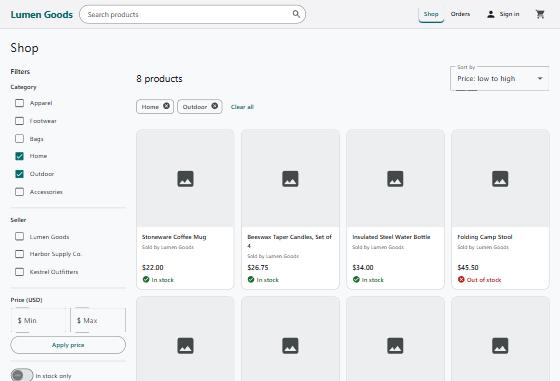 Lumen Goods
Search products
Shop
Orders
Sign in
Shop
Filters
Category
Apparel
Footwear
Bags
Home
Outdoor
Accessories
Seller
Lumen Goods
Harbor Supply Co.
Kestrel Outfitters
Price (USD)
$ Min
$ Max
Apply price
In stock only
8 products
Sort by
Price: low to high
Home
Outdoor
Clear all
Stoneware Coffee Mug
Sold by Lumen Goods
$22.00
In stock
Beeswax Taper Candles, Set of
4
Sold by Lumen Goods
$26.75
In stock
Insulated Steel Water Bottle
Sold by Lumen Goods
$34.00
In stock
Folding Camp Stool
Sold by Lumen Goods
$45.50
Out of stock